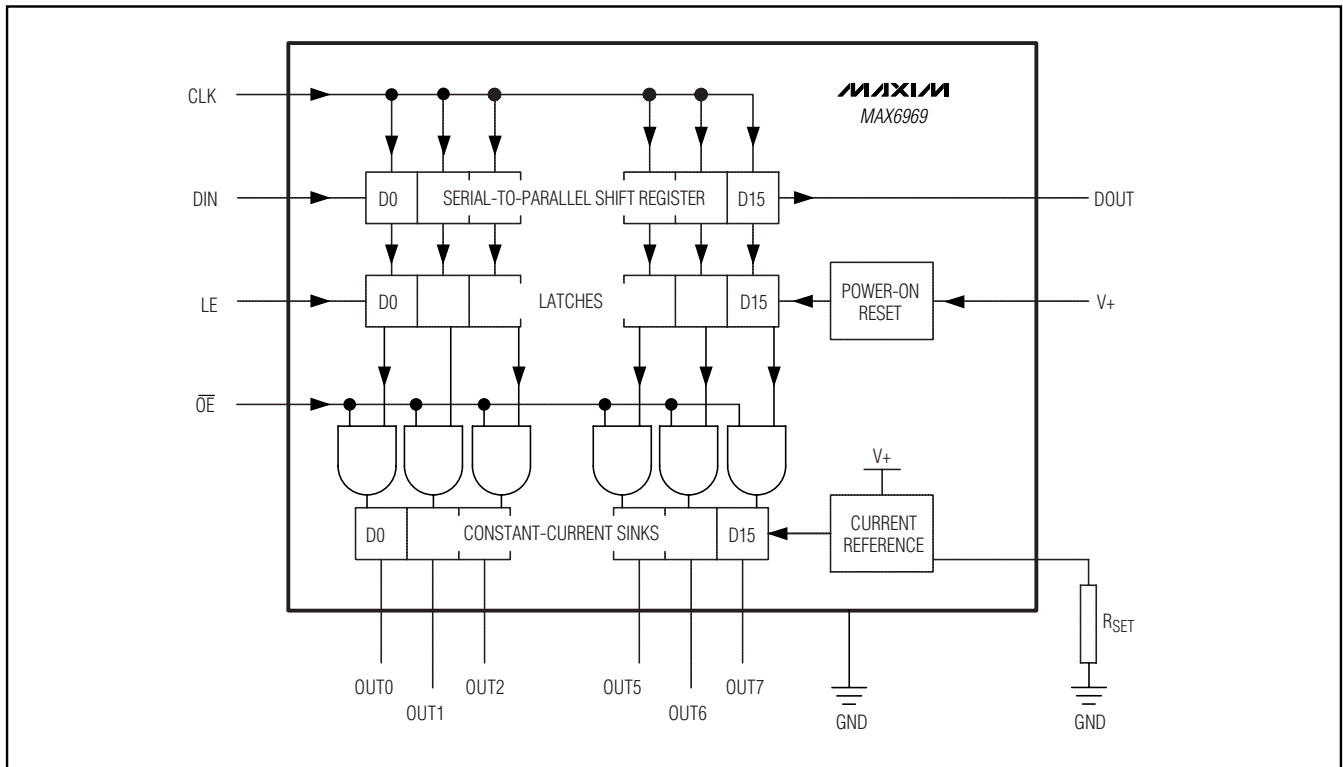 MAXIM
MAX6969
CLK
DIN
D0
SERIAL-TO-PARALLEL SHIFT REGISTER
D15
DOUT
LE
D0
LATCHES
D15
POWER-ON
RESET
V+
OE
V+
D0
CONSTANT-CURRENT SINKS
D15
CURRENT
REFERENCE
RSET
OUT0
OUT1
OUT2
OUT5
OUT6
OUT7
GND
GND